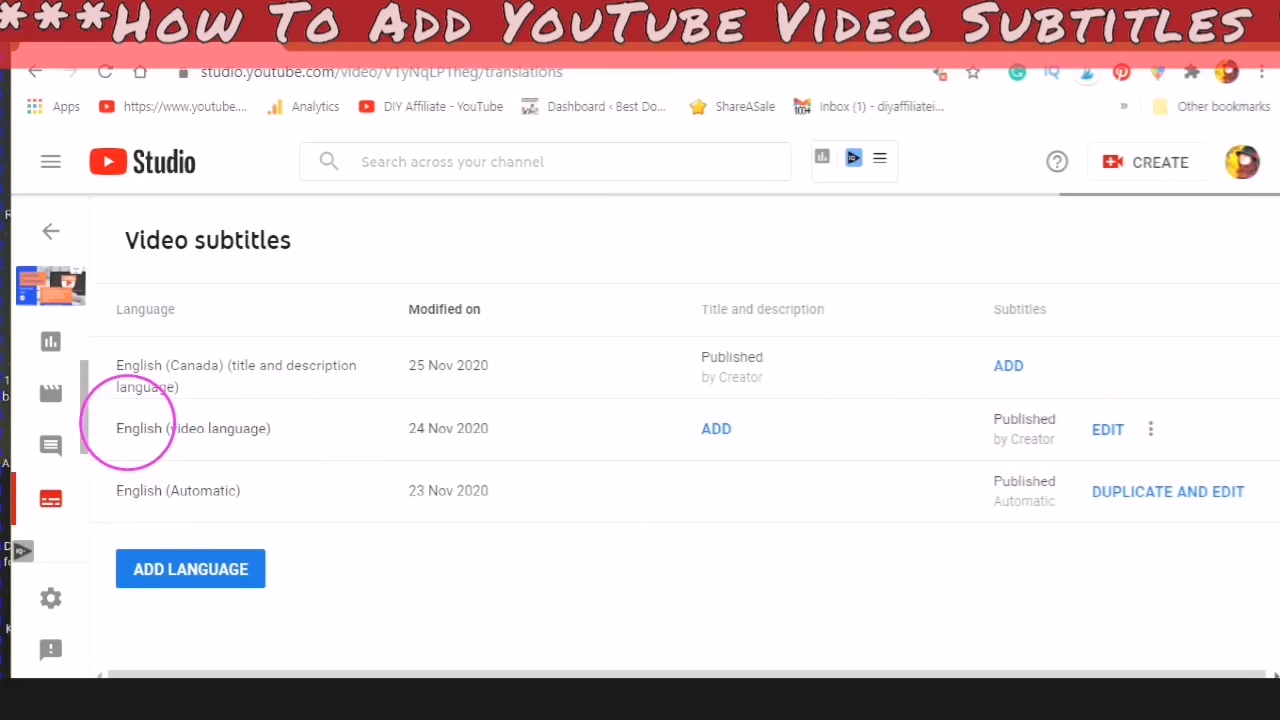 ***How To Add YouTube Video Subtitles
studio.youtube.com/video/V1yNqLP1heg/translations
Apps https://www.youtube.... Analytics DIY Affiliate - YouTube Dashboard ‹ Best Do... ShareASale Inbox (1) - diyaffiliatei... » Other bookmarks
Studio Search across your channel CREATE
Video subtitles
Language Modified on Title and description Subtitles
English (Canada) (title and description language) 25 Nov 2020 Published by Creator ADD
English (video language) 24 Nov 2020 ADD Published by Creator EDIT
English (Automatic) 23 Nov 2020 Published Automatic DUPLICATE AND EDIT
ADD LANGUAGE